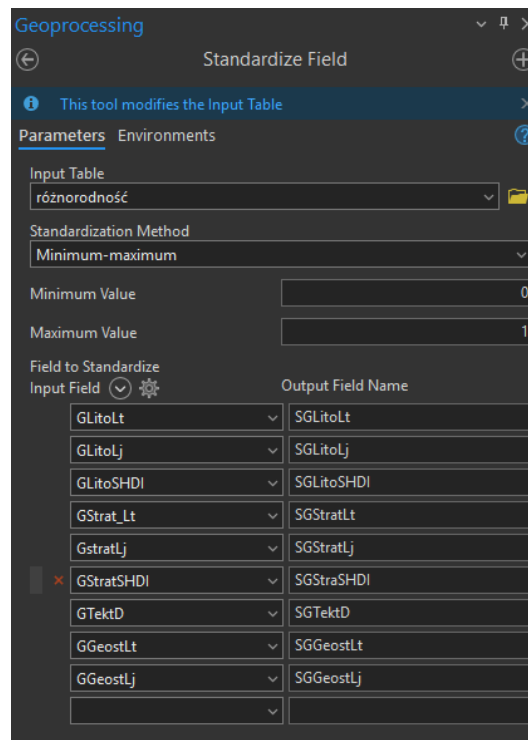 Geoprocessing
Standardize Field
This tool modifies the Input Table
Parameters Environments
Input Table
różnorodność
Standardization Method
Minimum-maximum
Minimum Value 0
Maximum Value 1
Field to Standardize
Input Field Output Field Name
GLitoLt SGLitoLt
GLitoLj SGLitoLj
GLitoSHDI SGLitoSHDI
GStrat_Lt SGStratLt
GstratLj SGStratLj
GStratSHDI SGStraSHDI
GTektD SGTektD
GGeostLt SGGeostLt
GGeostLj SGGeostLj